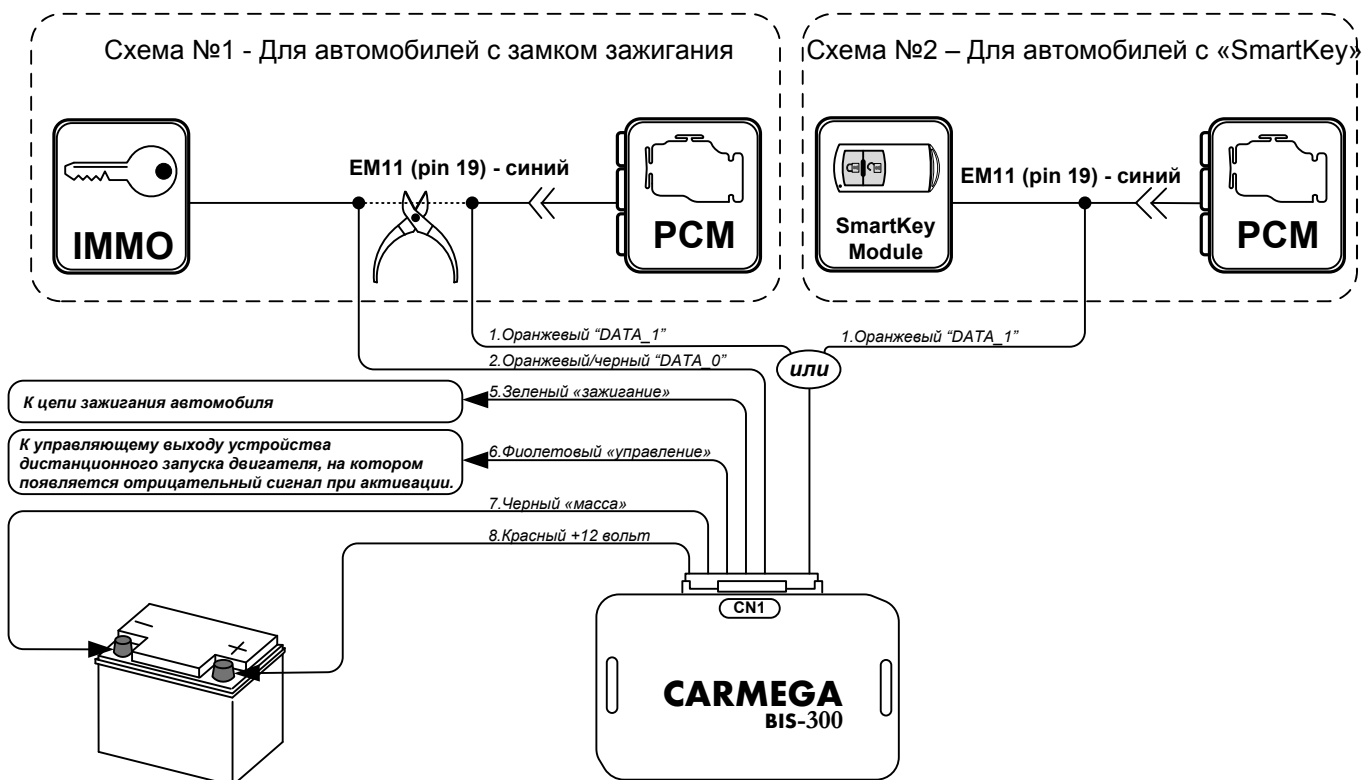 Схема №1 - Для автомобилей с замком зажигания
Схема №2 – Для автомобилей с «SmartKey»
IMMO
EM11 (pin 19) - синий
PCM
SmartKey
Module
EM11 (pin 19) - синий
PCM
1.Оранжевый “DATA_1”
1.Оранжевый “DATA_1”
2.Оранжевый/черный “DATA_0”
или
К цепи зажигания автомобиля
5.Зеленый «зажигание»
К управляющему выходу устройства
дистанционного запуска двигателя, на котором
появляется отрицательный сигнал при активации.
6.Фиолетовый «управление»
7.Черный «масса»
8.Красный +12 вольт
CN1
CARMEGA
BIS-300